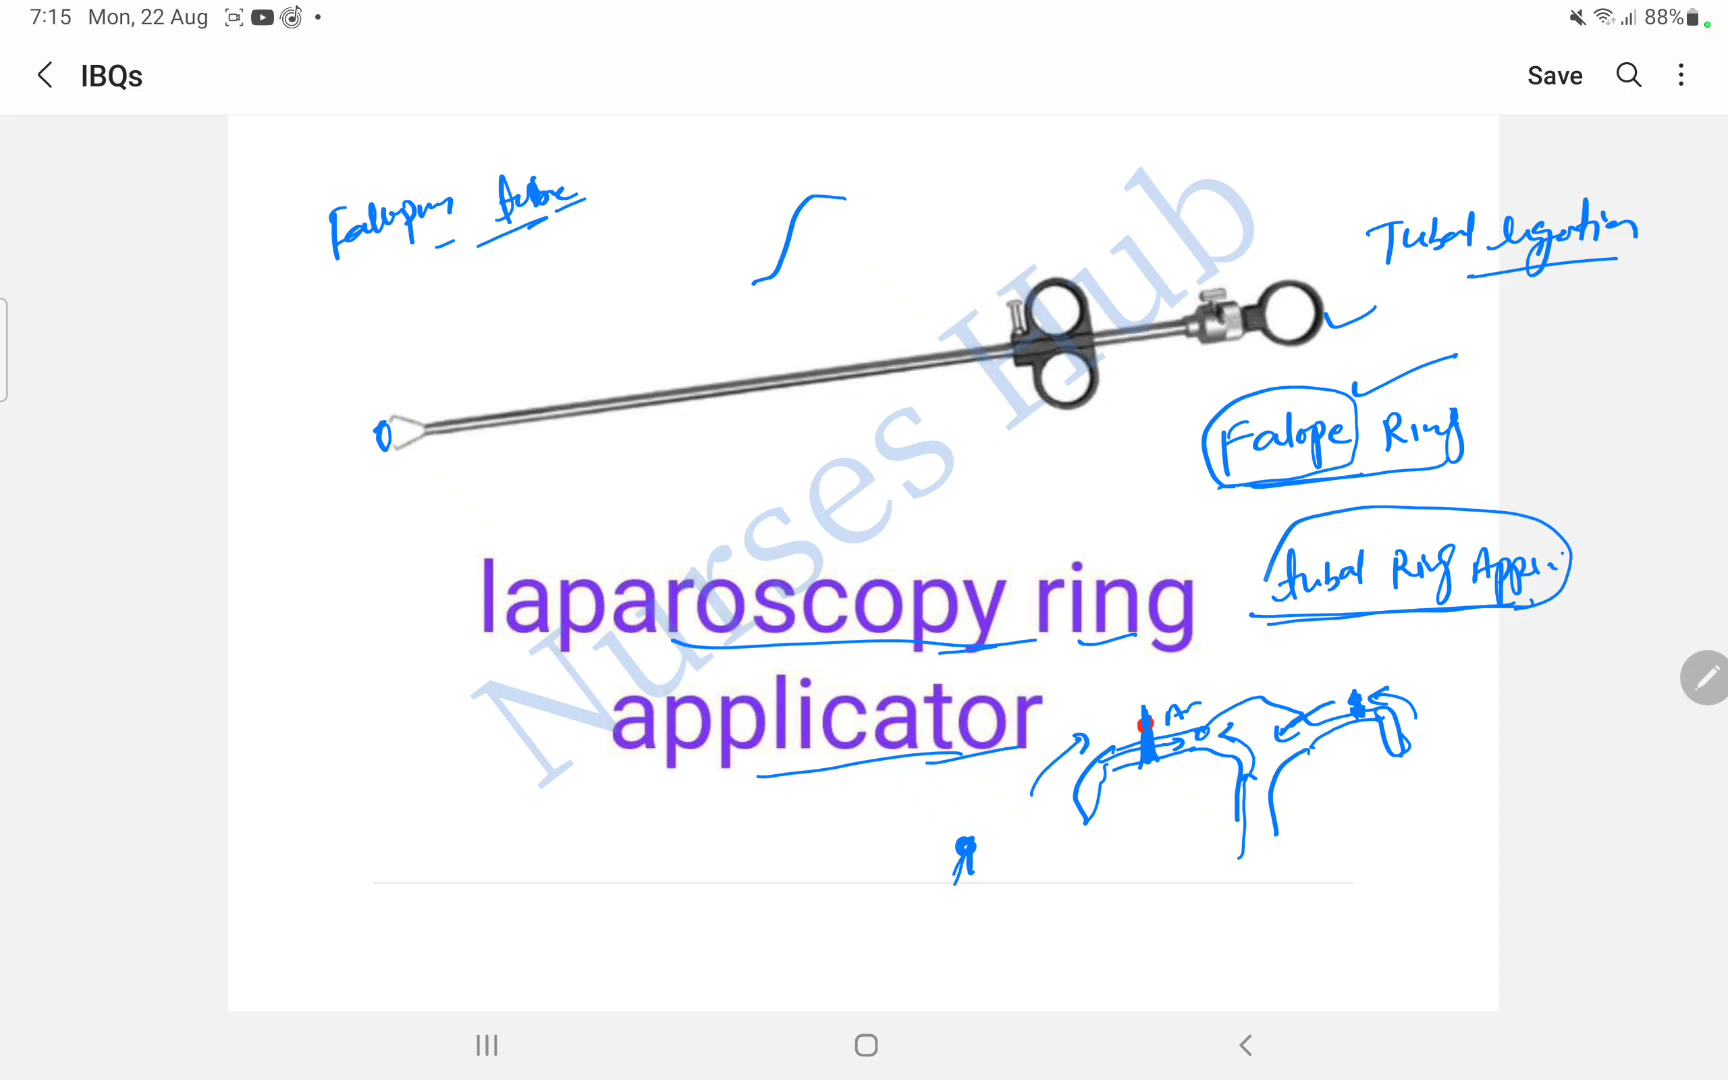 7:15 Mon, 22 Aug
88%
IBQs
Save
Falopus tube
Tubal ligation
Falope Ring
tubal Ring Appli.
Nurses Hub
laparoscopy ring
applicator